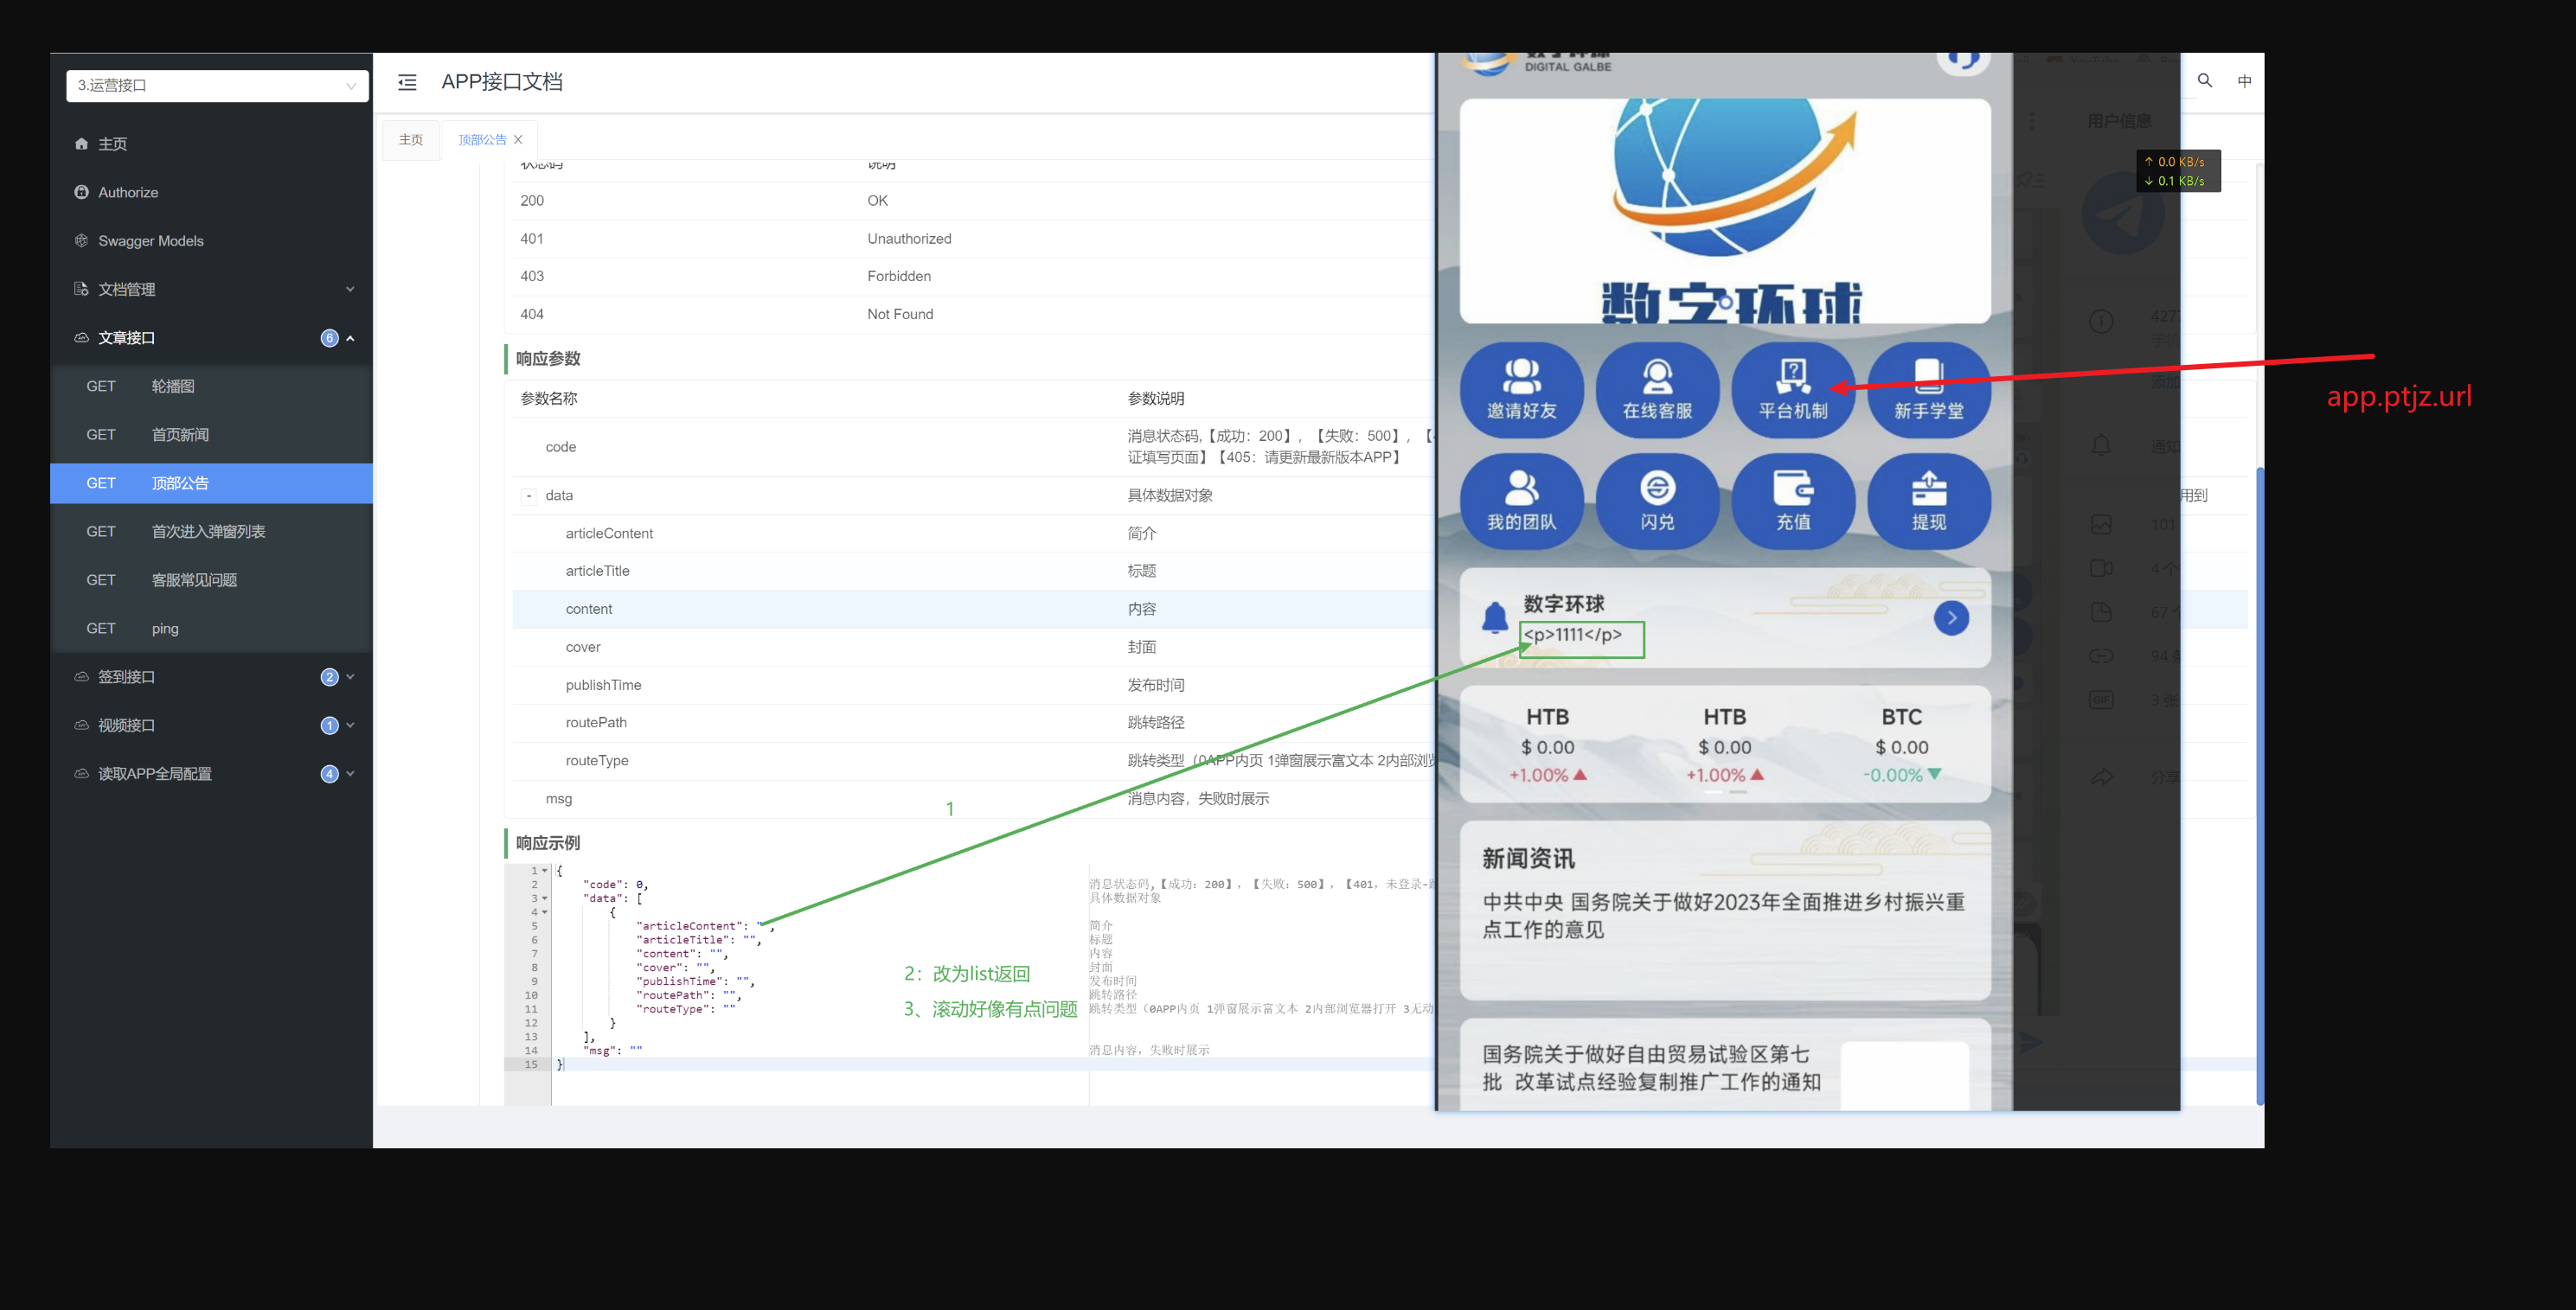 3.运营接口
主页
Authorize
Swagger Models
文档管理
文章接口 6
GET 轮播图
GET 首页新闻
GET 顶部公告
GET 首次进入弹窗列表
GET 客服常见问题
GET ping
签到接口 2
视频接口 1
读取APP全局配置 4
APP接口文档
中
主页 顶部公告 X
状态码 说明
200 OK
401 Unauthorized
403 Forbidden
404 Not Found
响应参数
参数名称 参数说明
code 消息状态码,【成功：200】，【失败：500】，
证填写页面】【405：请更新最新版本APP】
- data 具体数据对象 用到
articleContent 简介
articleTitle 标题
content 内容
cover 封面
publishTime 发布时间
routePath 跳转路径
routeType 跳转类型（0APP内页 1弹窗展示富文本 2内部浏
msg 消息内容，失败时展示
响应示例
1 {
2 "code": 0, 消息状态码,【成功：200】，【失败：500】，【401，未登录-
3 "data": [ 具体数据对象
4 {
5 "articleContent": " , 简介
6 "articleTitle": "", 标题
7 "content": "", 内容
8 "cover": "", 封面
9 "publishTime": "", 发布时间
10 "routePath": "", 跳转路径
11 "routeType": "" 跳转类型（0APP内页 1弹窗展示富文本 2内部浏览器打开 3无动
12 }
13 ],
14 "msg": "" 消息内容，失败时展示
15 }
1
2：改为list返回
3、滚动好像有点问题
数字环球
DIGITAL GALBE
数字环球
邀请好友 在线客服 平台机制 新手学堂
我的团队 闪兑 充值 提现
数字环球
<p>1111</p>
HTB HTB BTC
$ 0.00 $ 0.00 $ 0.00
+1.00% +1.00% -0.00%
新闻资讯
中共中央 国务院关于做好2023年全面推进乡村振兴重
点工作的意见
国务院关于做好自由贸易试验区第七
批 改革试点经验复制推广工作的通知
用户信息
↑ 0.0 KB/s
↓ 0.1 KB/s
427
添加
通知
101
4 个
67 个
94 条
GIF 3 张
分享
app.ptjz.url